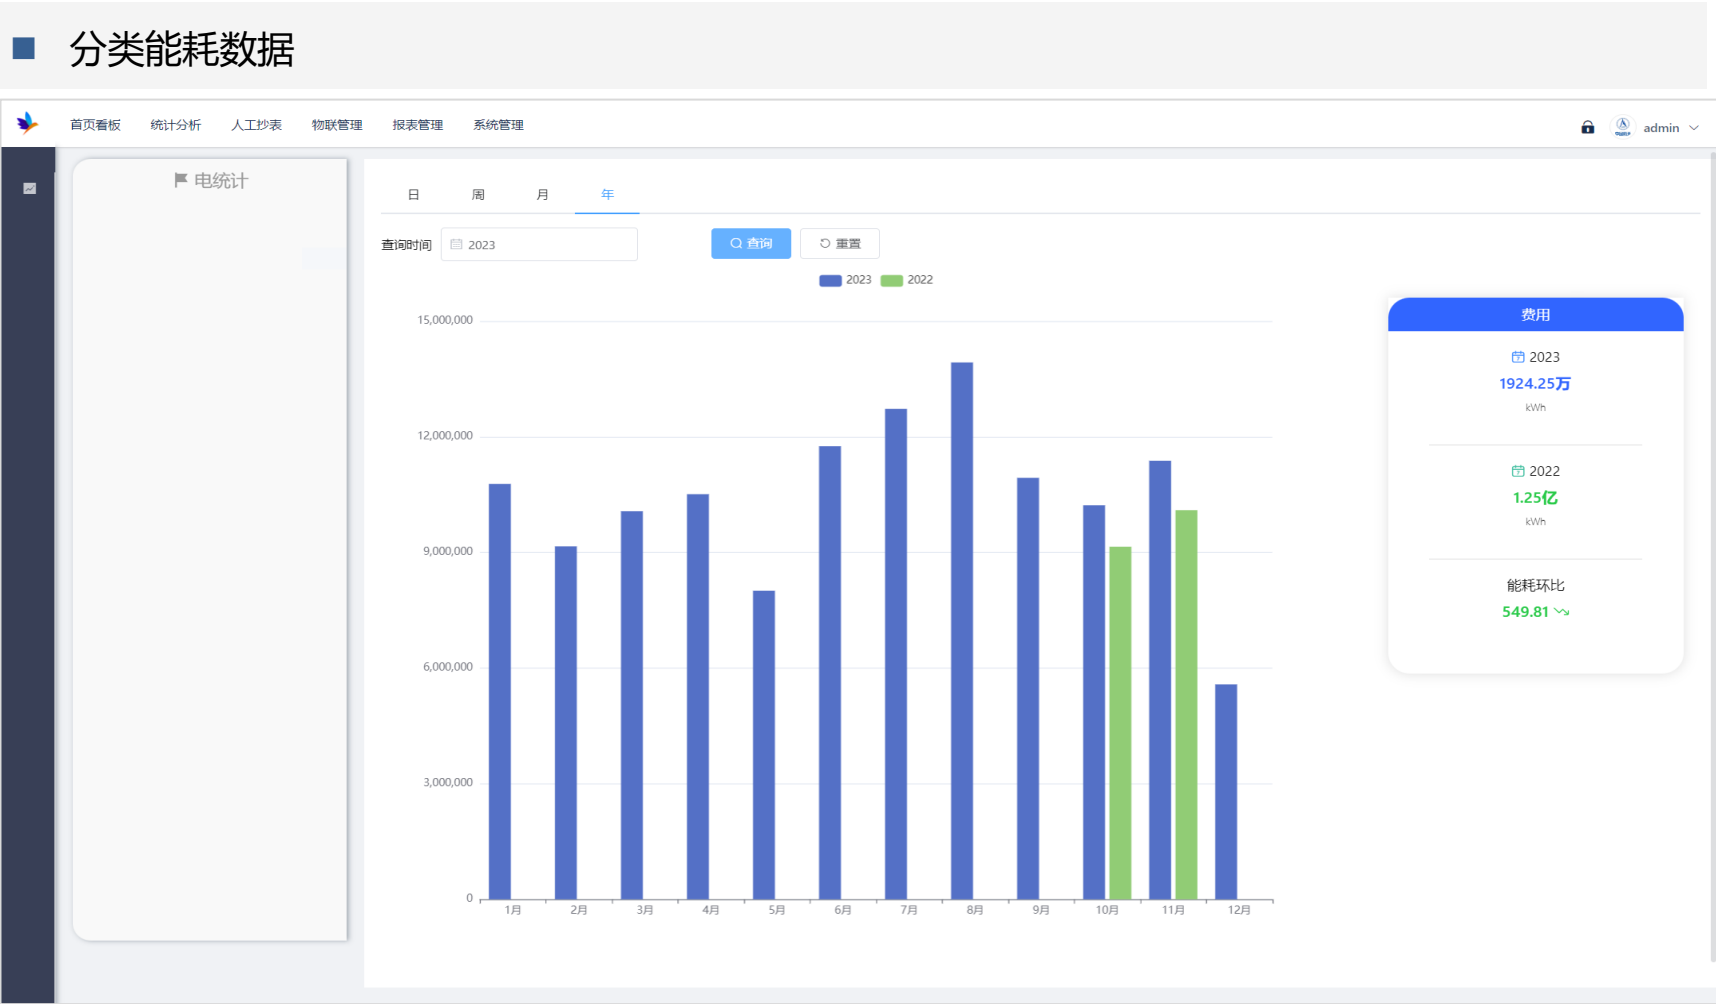 分类能耗数据
首页看板 统计分析 人工抄表 物联管理 报表管理 系统管理 admin
电统计
日 周 月 年
查询时间 2023 查询 重置
2023 2022
15,000,000
12,000,000
9,000,000
6,000,000
3,000,000
0
1月 2月 3月 4月 5月 6月 7月 8月 9月 10月 11月 12月
费用
2023
1924.25万
kWh
2022
1.25亿
kWh
能耗环比
549.81